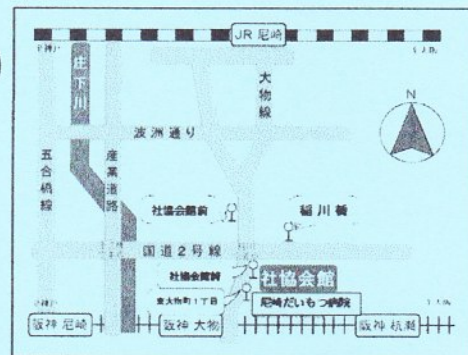 JR 尼崎
庄下川
大物線
N
波洲通り
五合橋線
産業道路
社協会館前
稲川橋
国道2号線
社協会館前
社協会館
東大物町1丁目
尼崎だいもつ病院
阪神 尼崎
阪神 大物
阪神 杭瀬